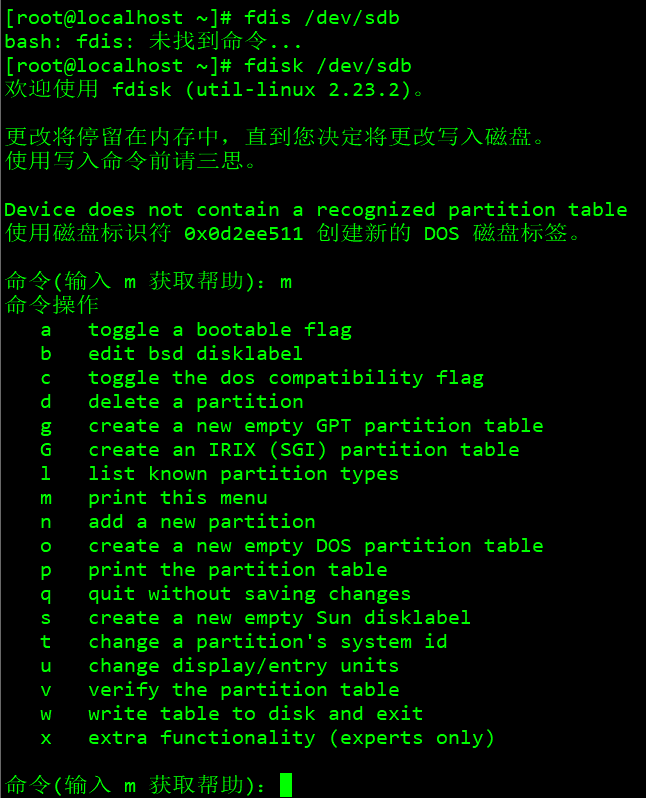 [root@localhost ~]# fdis /dev/sdb
bash: fdis: 未找到命令...
[root@localhost ~]# fdisk /dev/sdb
欢迎使用 fdisk (util-linux 2.23.2)。
更改将停留在内存中，直到您决定将更改写入磁盘。
使用写入命令前请三思。
Device does not contain a recognized partition table
使用磁盘标识符 0x0d2ee511 创建新的 DOS 磁盘标签。
命令(输入 m 获取帮助)：m
命令操作
a   toggle a bootable flag
b   edit bsd disklabel
c   toggle the dos compatibility flag
d   delete a partition
g   create a new empty GPT partition table
G   create an IRIX (SGI) partition table
l   list known partition types
m   print this menu
n   add a new partition
o   create a new empty DOS partition table
p   print the partition table
q   quit without saving changes
s   create a new empty Sun disklabel
t   change a partition's system id
u   change display/entry units
v   verify the partition table
w   write table to disk and exit
x   extra functionality (experts only)
命令(输入 m 获取帮助)：